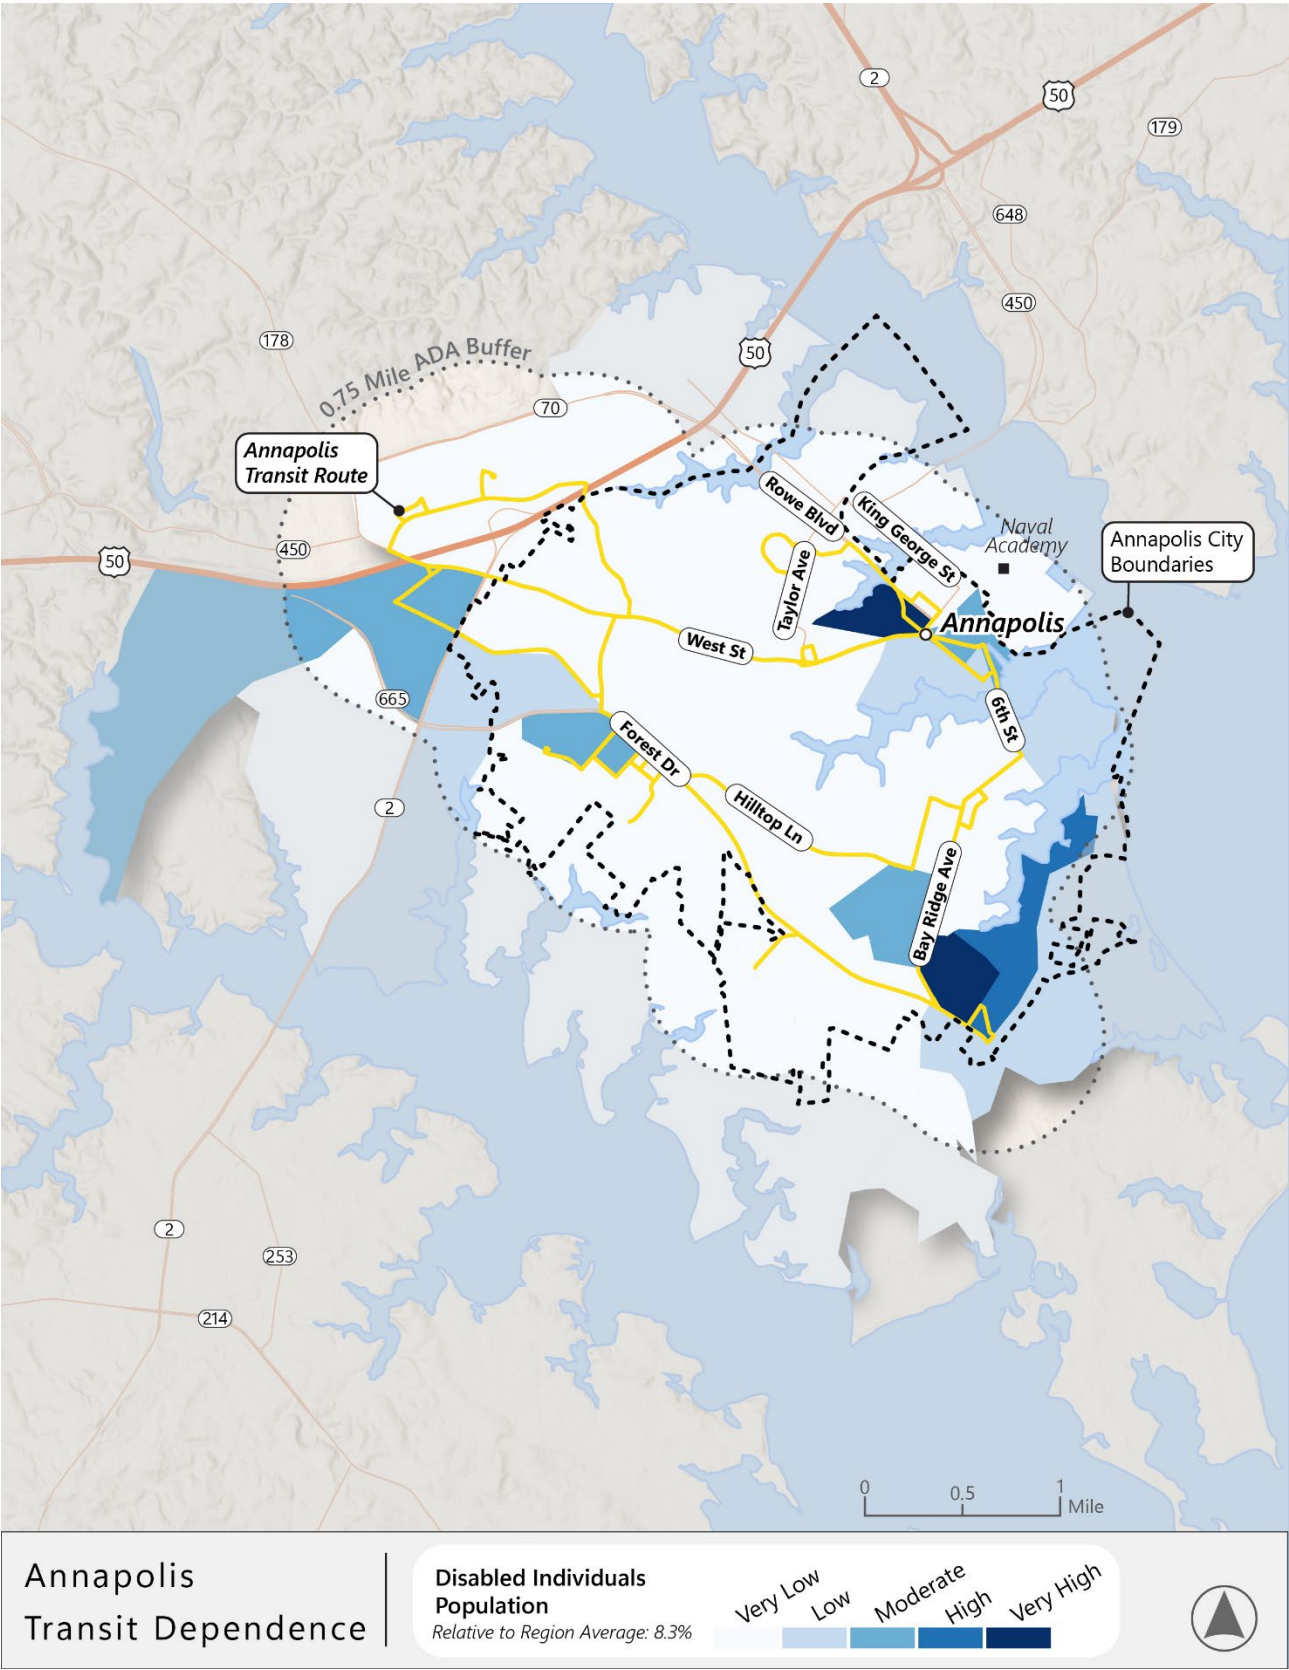 2
50
179
648
450
178
50
0.75 Mile ADA Buffer
70
Annapolis
Transit Route
Rowe Blvd
King George St
Naval
Academy
Annapolis City
Boundaries
450
50
Taylor Ave
Annapolis
West St
665
6th St
Forest Dr
2
Hilltop Ln
Bay Ridge Ave
2
253
214
0
0.5
1
Mile
Annapolis
Transit Dependence
Disabled Individuals
Population
Relative to Region Average: 8.3%
Very Low
Low
Moderate
High
Very High